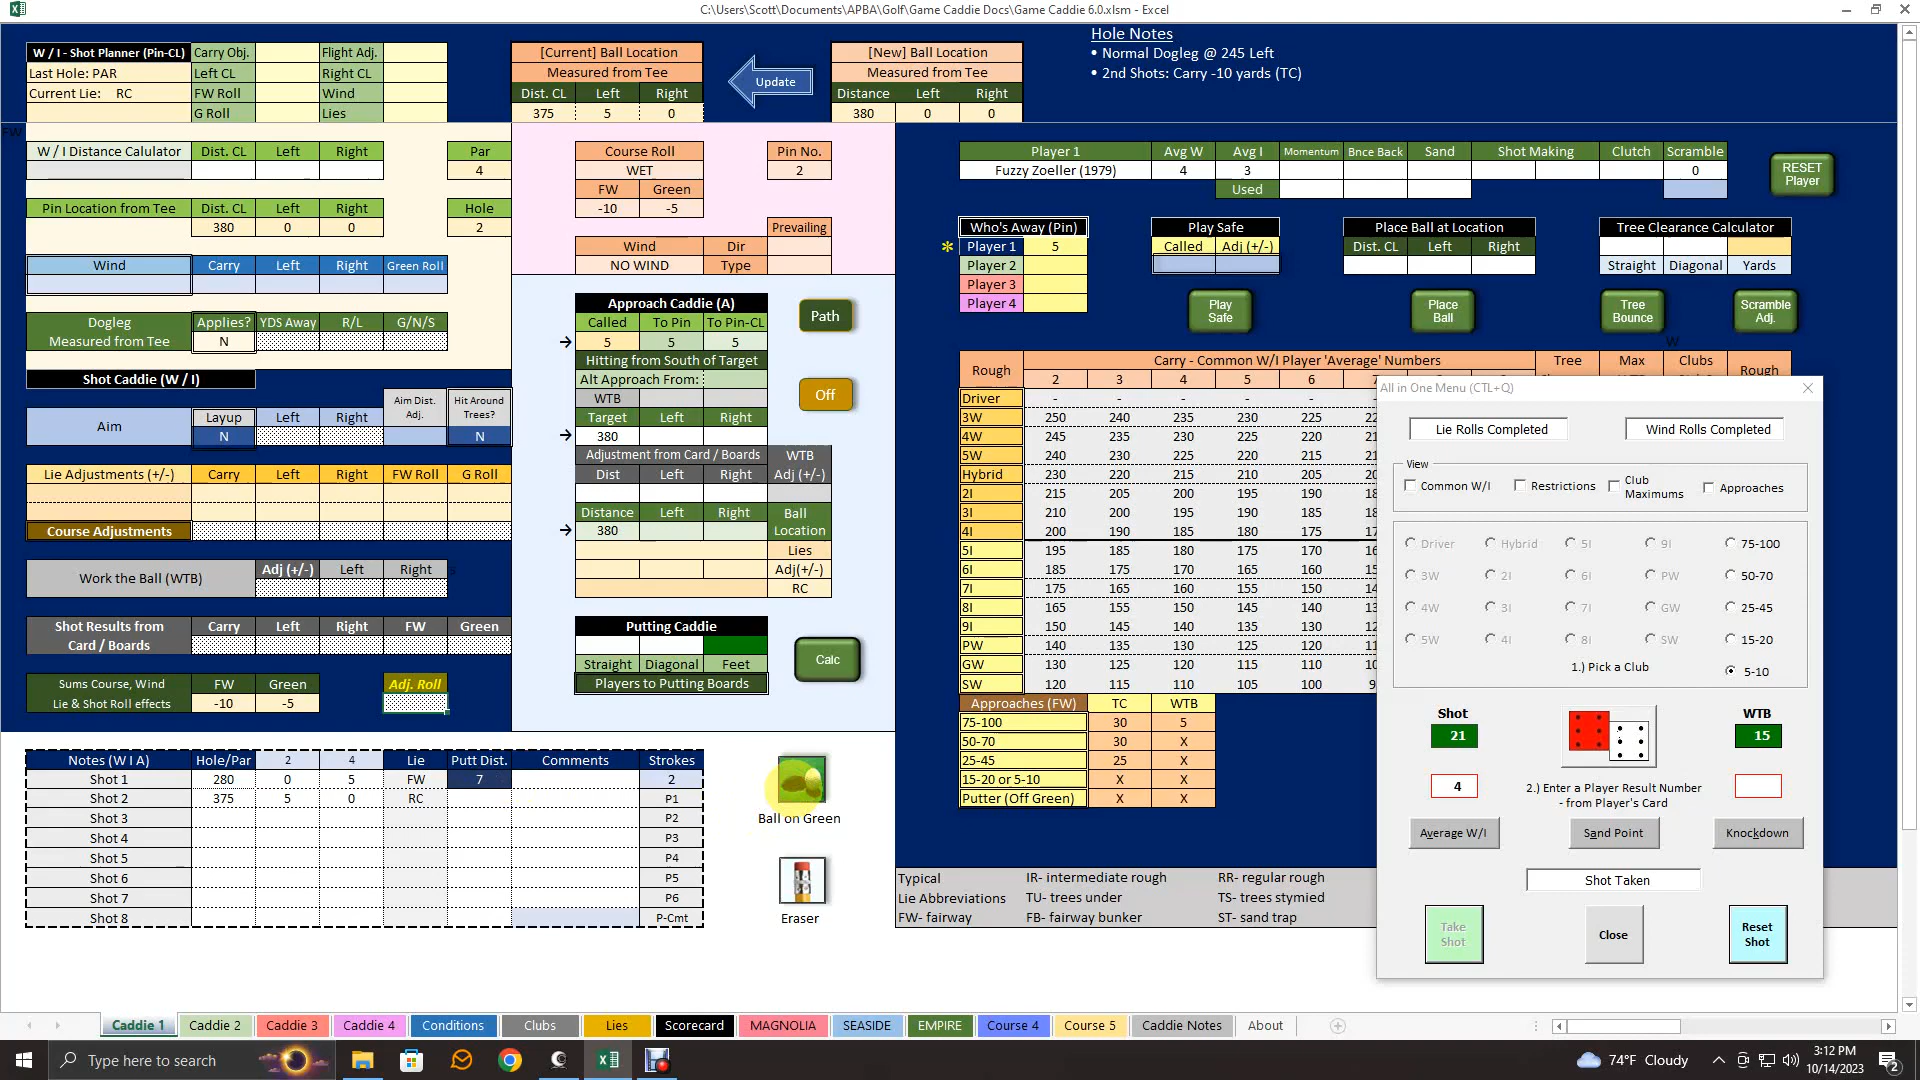 C:\Users\Scott\Documents\APBA\Golf\Game Caddie Docs\Game Caddie 6.0.xlsm - Excel
W / I - Shot Planner (Pin-CL) Carry Obj. Flight Adj.
Last Hole: PAR Left CL Right CL
Current Lie: RC FW Roll Wind
G Roll Lies
[Current] Ball Location
Measured from Tee
Dist. CL Left Right
375 5 0
Update
[New] Ball Location
Measured from Tee
Distance Left Right
380 0 0
Hole Notes
• Normal Dogleg @ 245 Left
• 2nd Shots: Carry -10 yards (TC)
FW
W / I Distance Calulator Dist. CL Left Right Par
4
Pin Location from Tee Dist. CL Left Right Hole
380 0 0 2
Wind Carry Left Right Green Roll
Dogleg Applies? YDS Away R/L G/N/S
Measured from Tee N
Shot Caddie (W / I)
Aim Layup Left Right Aim Dist. Adj. Hit Around Trees?
N N
Lie Adjustments (+/-) Carry Left Right FW Roll G Roll
Course Adjustments
Work the Ball (WTB) Adj (+/-) Left Right
Shot Results from Carry Left Right FW Green
Card / Boards
Sums Course, Wind FW Green Adj. Roll
Lie & Shot Roll effects -10 -5
Course Roll Pin No.
WET 2
FW Green
-10 -5
Prevailing
Wind Dir
NO WIND Type
Approach Caddie (A)
Called To Pin To Pin-CL
5 5 5
Hitting from South of Target
Alt Approach From:
WTB
Target Left Right
380
Adjustment from Card / Boards WTB
Dist Left Right Adj (+/-)
Distance Left Right Ball
380 Location
Lies
Adj(+/-)
RC
Path
Off
Putting Caddie
Straight Diagonal Feet
Players to Putting Boards
Calc
Player 1 Avg W Avg I Momentum Bnce Back Sand Shot Making Clutch Scramble
Fuzzy Zoeller (1979) 4 3 0
Used
RESET Player
Who's Away (Pin)
Player 1 5
Player 2
Player 3
Player 4
Play Safe
Called Adj (+/-)
Play Safe
Place Ball at Location
Dist. CL Left Right
Place Ball
Tree Clearance Calculator
Straight Diagonal Yards
Tree Bounce
Scramble Adj.
W
Rough Carry - Common W/I Player 'Average' Numbers Tree Max Clubs Rough
2 3 4 5 6
Driver - - - - -
3W 250 240 235 230 225 22
4W 245 235 230 225 220 21
5W 240 230 225 220 215 21
Hybrid 230 220 215 210 205 20
2I 215 205 200 195 190 18
3I 210 200 195 190 185 18
4I 200 190 185 180 175 17
5I 195 185 180 175 170 16
6I 185 175 170 165 160 15
7I 175 165 160 155 150 14
8I 165 155 150 145 140 13
9I 150 145 140 135 130 12
PW 140 135 130 125 120 11
GW 130 125 120 115 110 10
SW 120 115 110 105 100 9
Approaches (FW) TC WTB
75-100 30 5
50-70 30 X
25-45 25 X
15-20 or 5-10 X X
Putter (Off Green) X X
All in One Menu (CTL+Q)
Lie Rolls Completed Wind Rolls Completed
View
Common W/I Restrictions Club Maximums Approaches
Driver Hybrid 5I 9I 75-100
3W 2I 6I PW 50-70
4W 3I 7I GW 25-45
5W 4I 8I SW 15-20
1.) Pick a Club 5-10
Shot WTB
21 15
4 2.) Enter a Player Result Number
- from Player's Card
Average W/I Sand Point Knockdown
Shot Taken
Take Shot Close Reset Shot
Notes (W I A) Hole/Par 2 4 Lie Putt Dist. Comments Strokes
Shot 1 280 0 5 FW 7 2
Shot 2 375 5 0 RC P1
Shot 3 P2
Shot 4 P3
Shot 5 P4
Shot 6 P5
Shot 7 P6
Shot 8 P-Cmt
Ball on Green
Eraser
Typical IR- intermediate rough RR- regular rough
Lie Abbreviations TU- trees under TS- trees stymied
FW- fairway FB- fairway bunker ST- sand trap
Caddie 1 Caddie 2 Caddie 3 Caddie 4 Conditions Clubs Lies Scorecard MAGNOLIA SEASIDE EMPIRE Course 4 Course 5 Caddie Notes About
Type here to search
74°F Cloudy
3:12 PM
10/14/2023
2